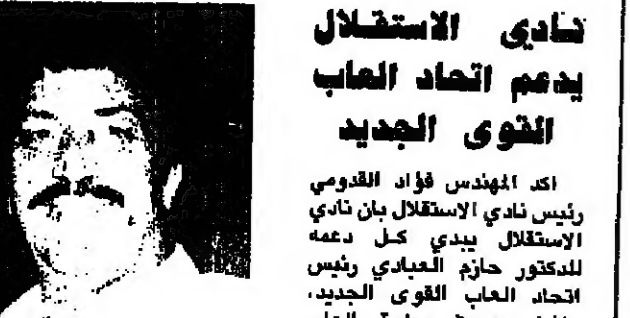 نادي الاستقلال
يدعم اتحاد العاب
القوى الجديد
اكد المهندس فؤاد القدومي
رئيس نادي الاستقلال بان نادي
الاستقلال يبدي كل دعمه
للدكتور حازم العبادي رئيس
اتحاد العاب القوى الجديد،